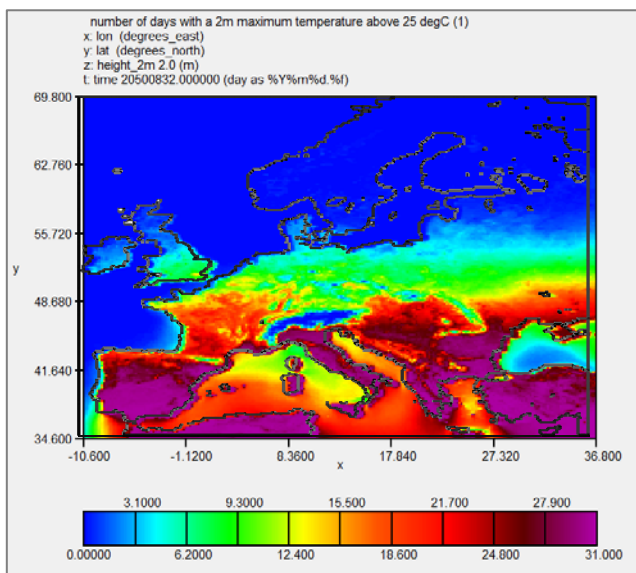 number of days with a 2m maximum temperature above 25 degC (1)
x: lon (degrees_east)
y: lat (degrees_north)
z: height_2m 2.0 (m)
t: time 20500832.000000 (day as %Y%m%d.%f)
69.800
62.760
55.720
y
48.680
41.640
34.600
-10.600 -1.1200 8.3600 17.840 27.320 36.800
x
3.1000 9.3000 15.500 21.700 27.900
0.00000 6.2000 12.400 18.600 24.800 31.000